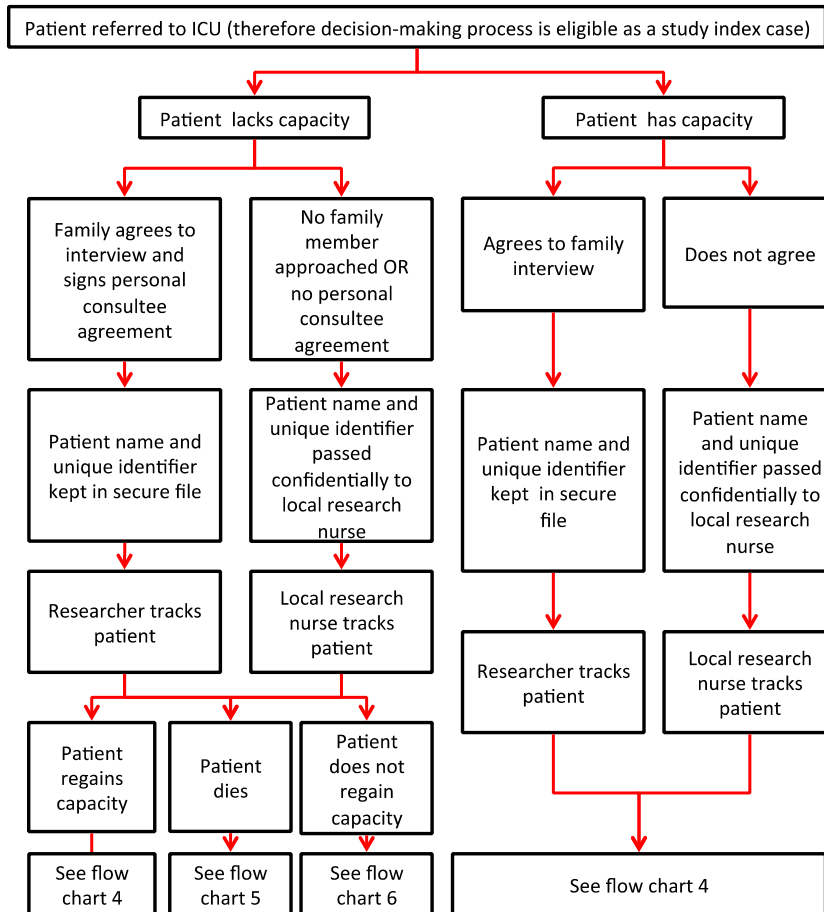 Patient referred to ICU (therefore decision-making process is eligible as a study index case)
Patient lacks capacity
Patient has capacity
Family agrees to
interview and
signs personal
consultee
agreement
No family
member
approached OR
no personal
consultee
agreement
Agrees to family
interview
Does not agree
Patient name and
unique identifier
kept in secure file
Patient name and
unique identifier
passed
confidentially to
local research
nurse
Patient name and
unique identifier
kept in secure
file
Patient name
and unique
identifier passed
confidentially to
local research
nurse
Researcher tracks
patient
Local research
nurse tracks
patient
Researcher tracks
patient
Local research
nurse tracks
patient
Patient
regains
capacity
Patient
dies
Patient
does not
regain
capacity
See flow
chart 4
See flow
chart 5
See flow
chart 6
See flow chart 4